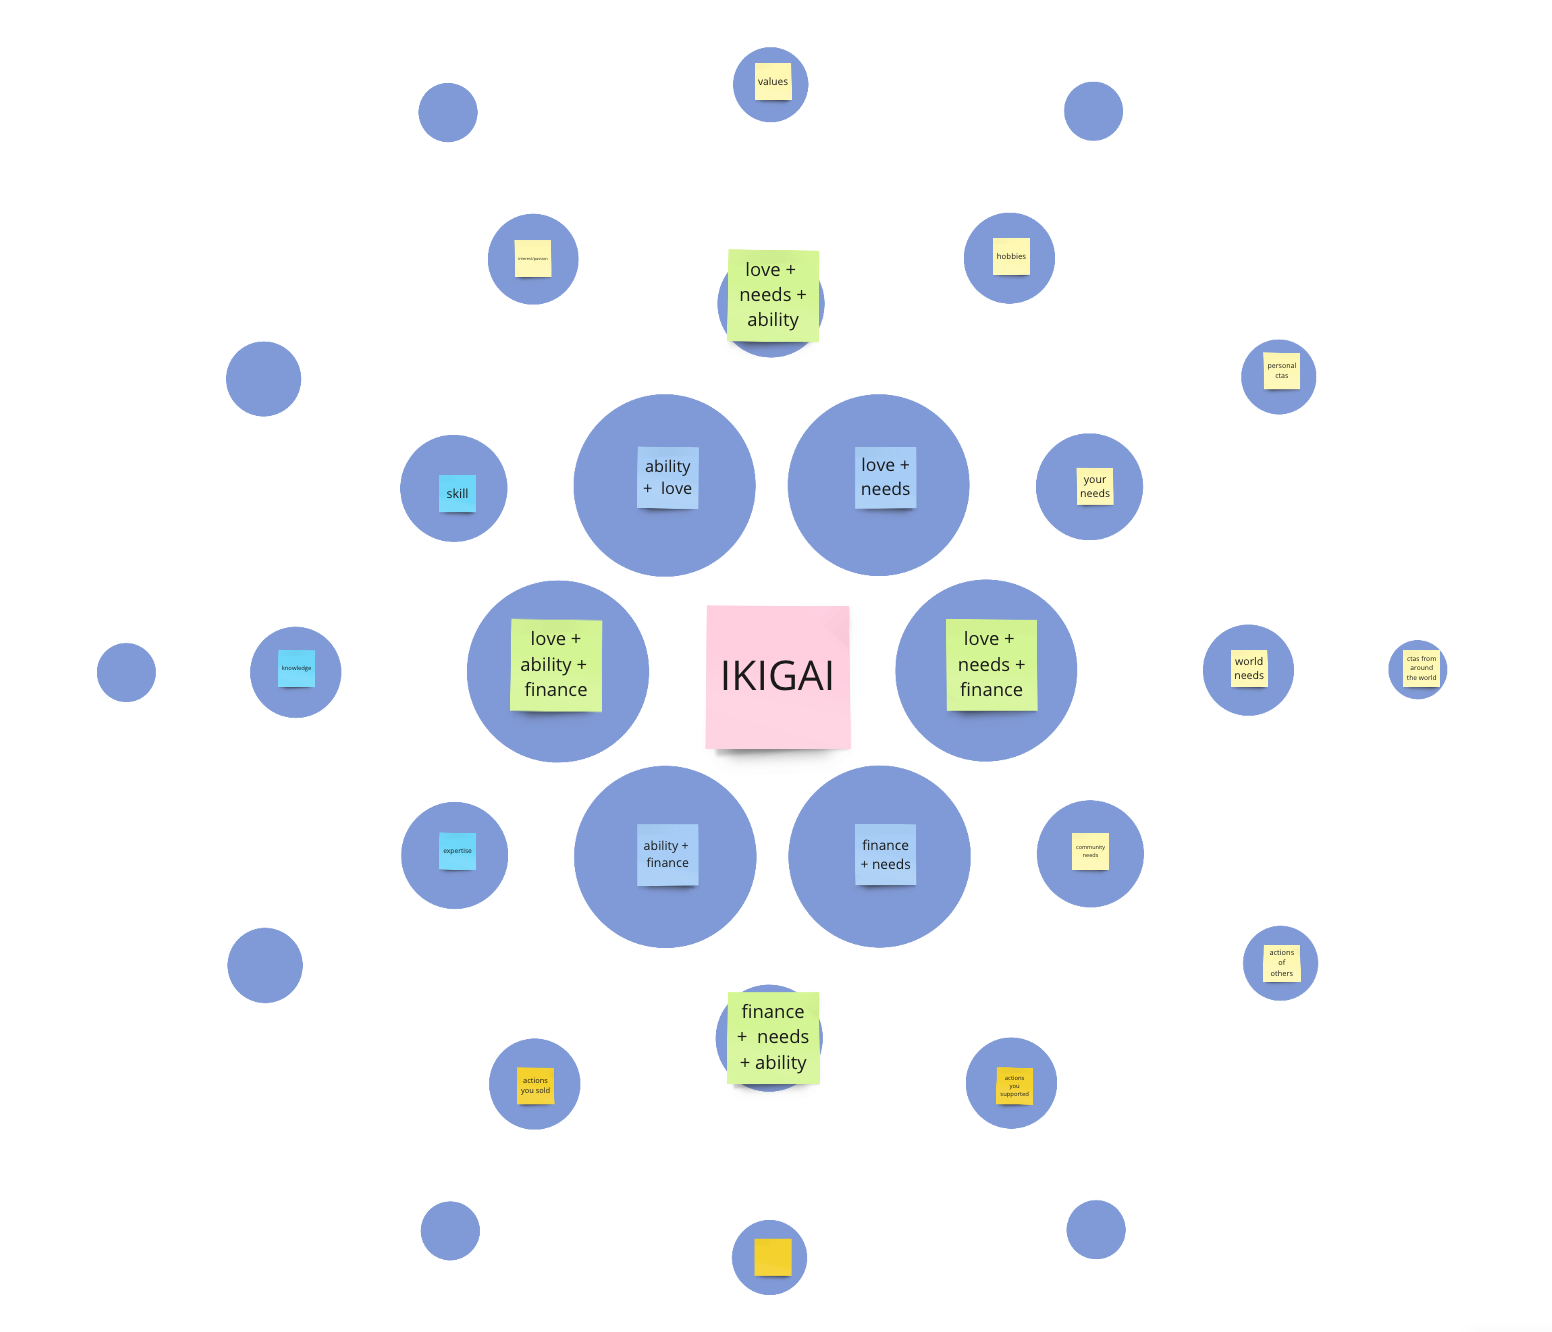 values
interest/passion
hobbies
love +
needs +
ability
personal
ctas
skill
ability
+ love
love +
needs
your
needs
knowledge
love +
ability +
finance
IKIGAI
love +
needs +
finance
world
needs
ctas from
around
the world
expertise
ability +
finance
finance
+ needs
community
needs
actions
of
others
finance
+ needs
+ ability
actions
you sold
actions
you
supported